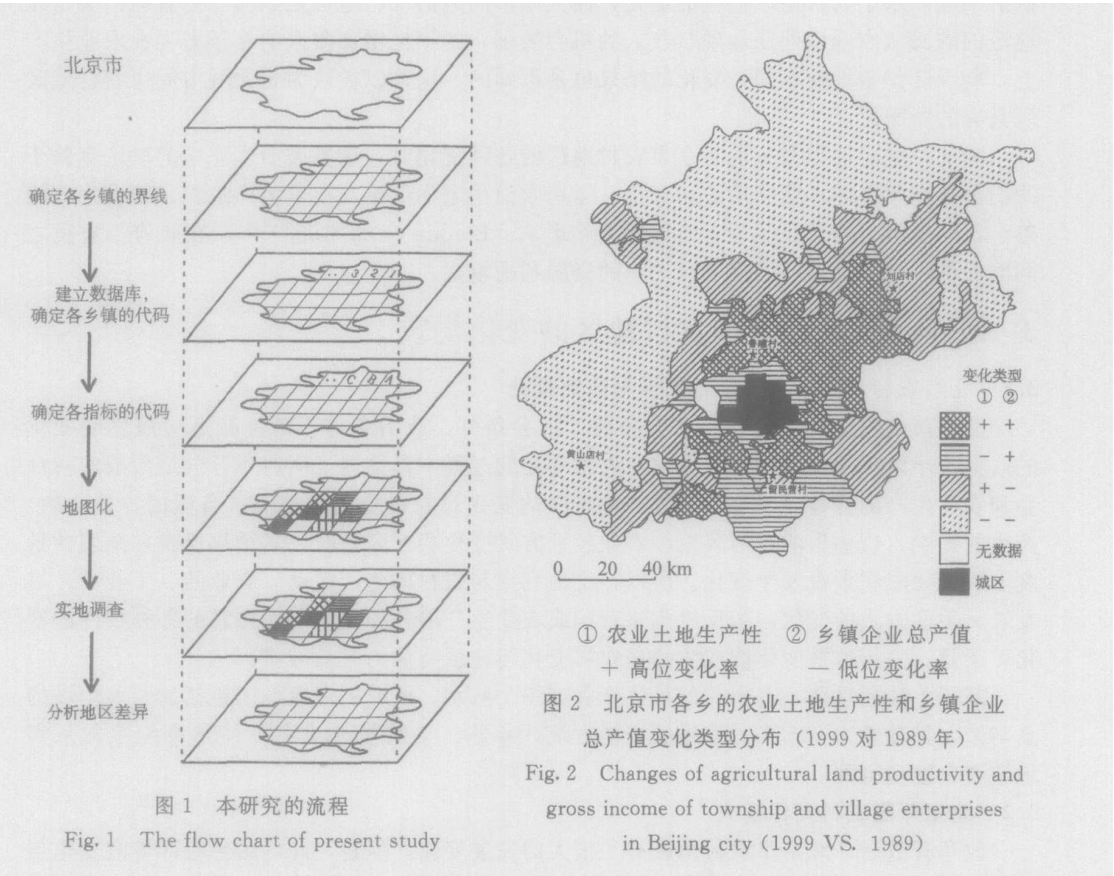 北京市
确定各乡镇的界线
建立数据库,
确定各乡镇的代码
确定各指标的代码
地图化
实地调查
分析地区差异
‥ 3 2 1
‥ C B A
图 1 本研究的流程
Fig. 1 The flow chart of present study
黄山店村
留民营村
变化类型
① ②
+ +
− +
+ −
− −
无数据
城区
0 20 40 km
① 农业土地生产性 ② 乡镇企业总产值
+ 高位变化率 — 低位变化率
图 2 北京市各乡的农业土地生产性和乡镇企业
总产值变化类型分布 (1999 对 1989 年)
Fig. 2 Changes of agricultural land productivity and
gross income of township and village enterprises
in Beijing city (1999 VS. 1989)